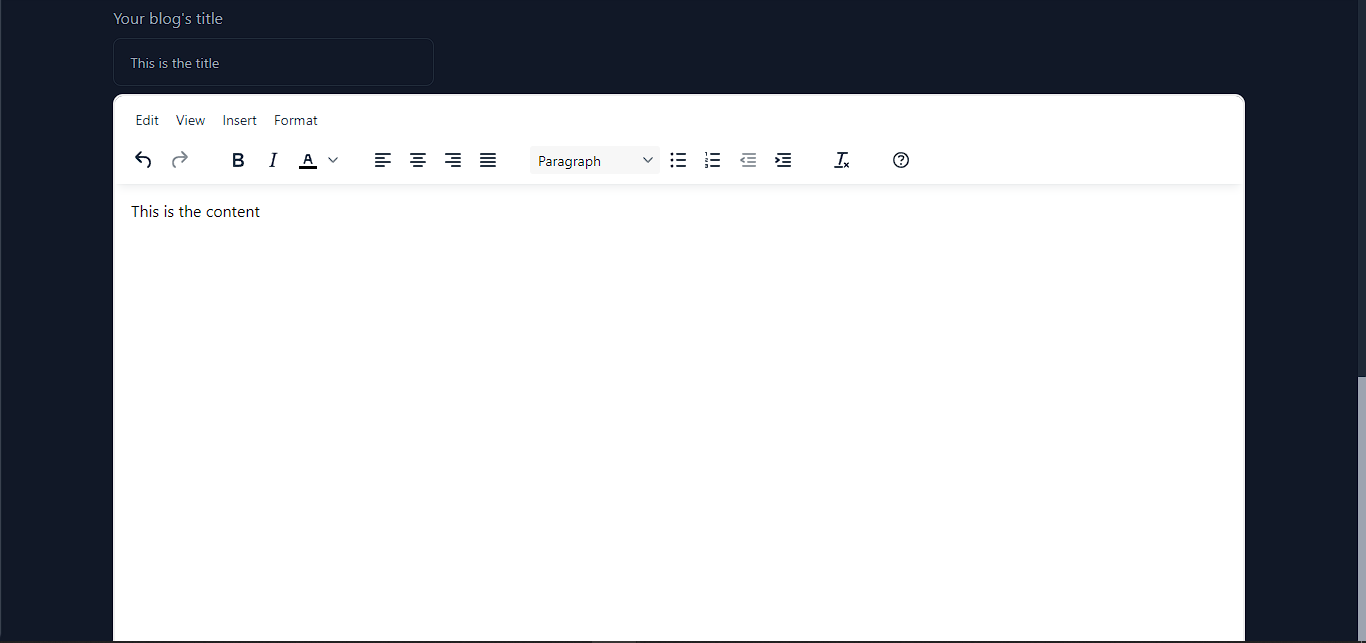 Your blog's title
This is the title
Edit View Insert Format
B I A Paragraph
This is the content